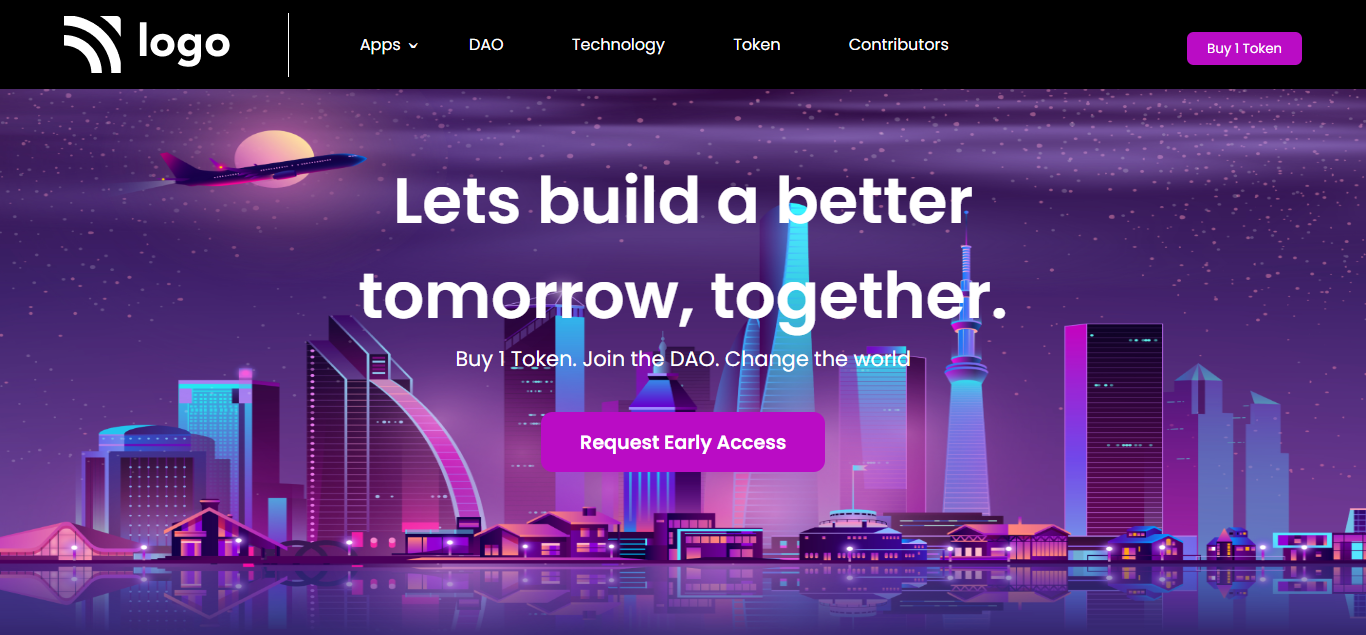 logo
Apps
DAO
Technology
Token
Contributors
Buy 1 Token
Lets build a better
tomorrow, together.
Buy 1 Token. Join the DAO. Change the world
Request Early Access